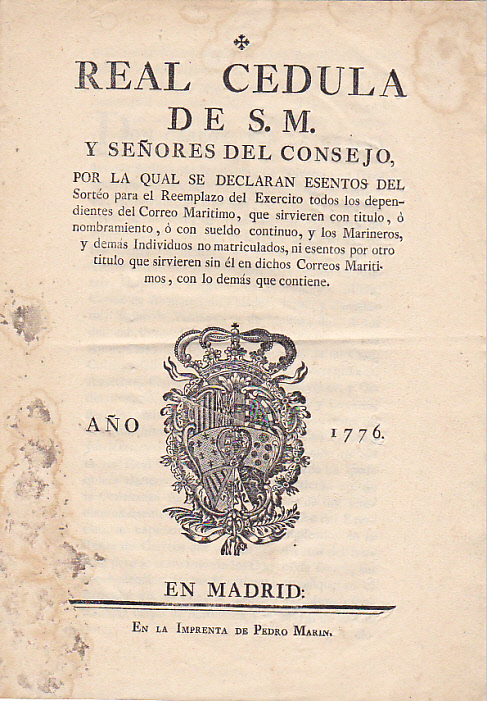 REAL CEDULA
DE S. M.
Y SEÑORES DEL CONSEJO,
POR LA QUAL SE DECLARAN ESENTOS DEL
Sortéo para el Reemplazo del Exercito todos los depen-
dientes del Correo Maritimo, que sirvieren con titulo, ò
nombramiento, ò con sueldo continuo, y los Marineros,
y demás Individuos no matriculados, ni esentos por otro
titulo que sirvieren sin él en dichos Correos Mariti-
mos, con lo demás que contiene.
AÑO 1776.
EN MADRID:
EN LA IMPRENTA DE PEDRO MARIN.